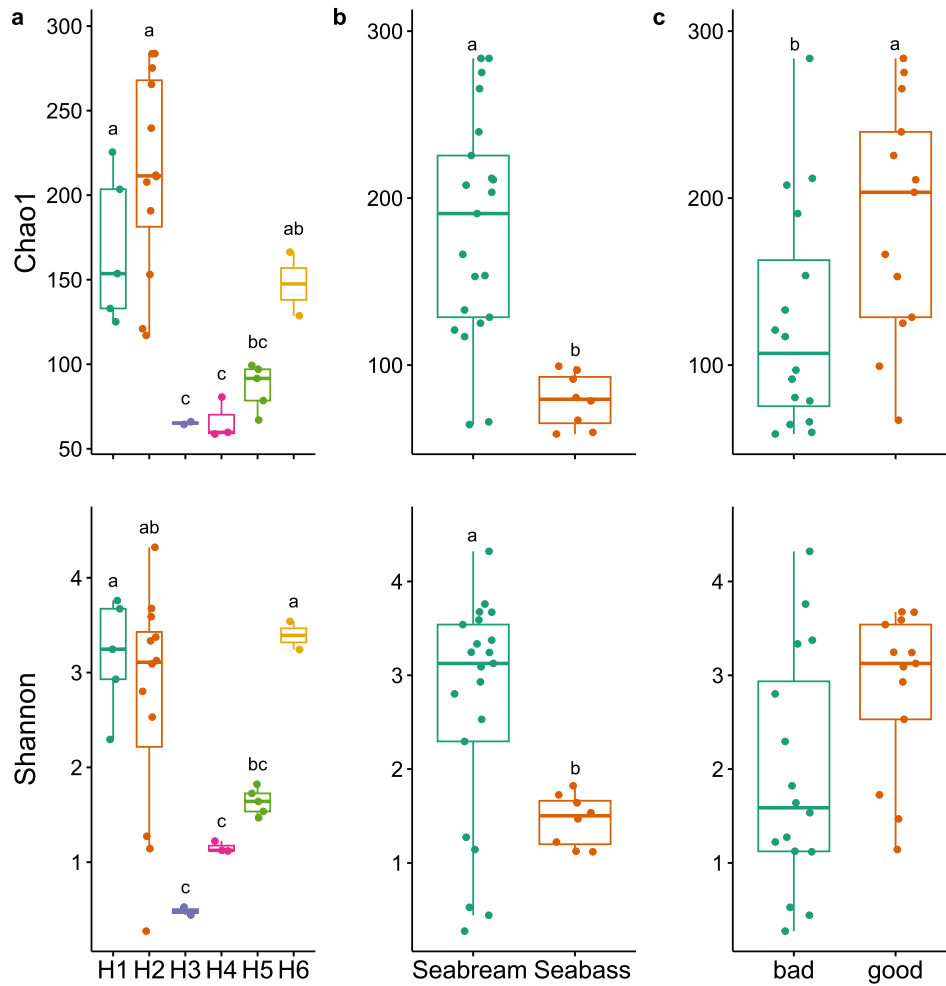 a b c
300 300 300
a
a a b a
250
a
200 200 200
Chao1
ab
150
bc b
100 100 100
c c
50
ab
a a
4 4 4
a
3 3 3
Shannon
bc b
2 2 2
c
1 1 1
c
H1 H2 H3 H4 H5 H6 Seabream Seabass bad good